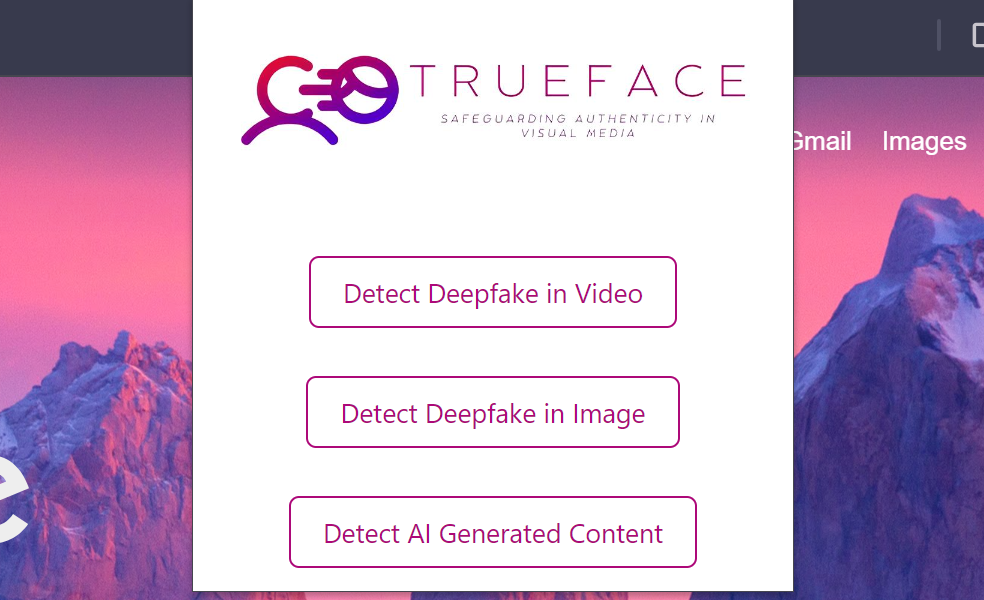 TRUEFACE
SAFEGUARDING AUTHENTICITY IN
VISUAL MEDIA
Gmail Images
Detect Deepfake in Video
Detect Deepfake in Image
e
Detect AI Generated Content